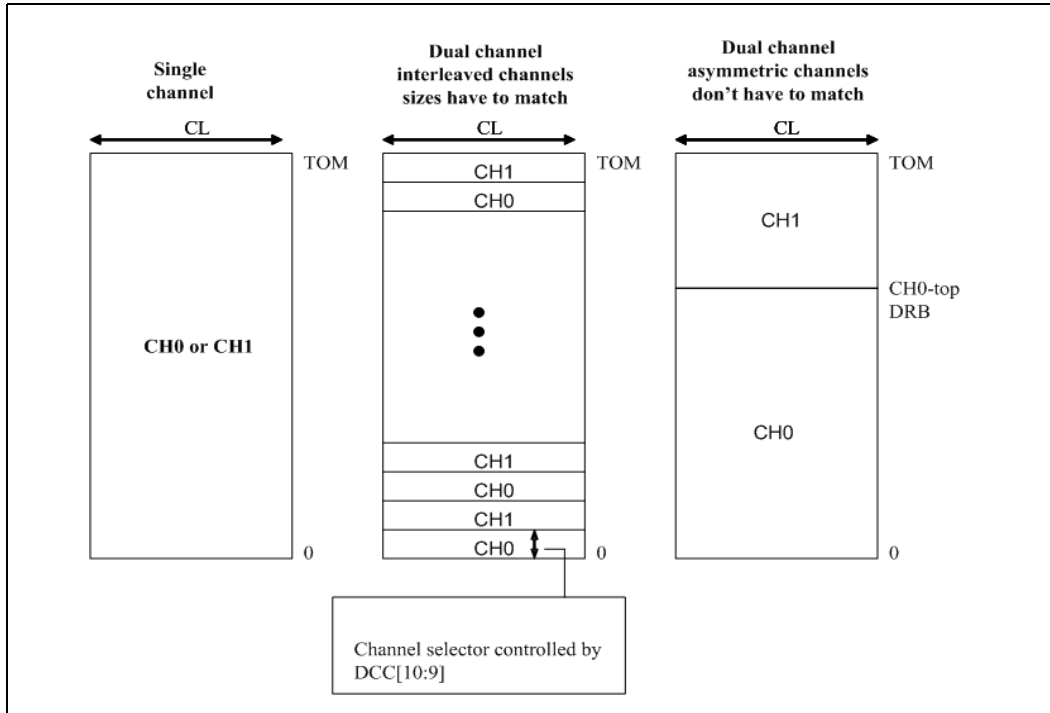 Single
channel
CL
TOM
CH0 or CH1
0
Dual channel
interleaved channels
sizes have to match
CL
TOM
CH1
CH0
CH1
CH0
CH1
CH0
0
Channel selector controlled by
DCC[10:9]
Dual channel
asymmetric channels
don't have to match
CL
TOM
CH1
CH0-top
DRB
CH0
0